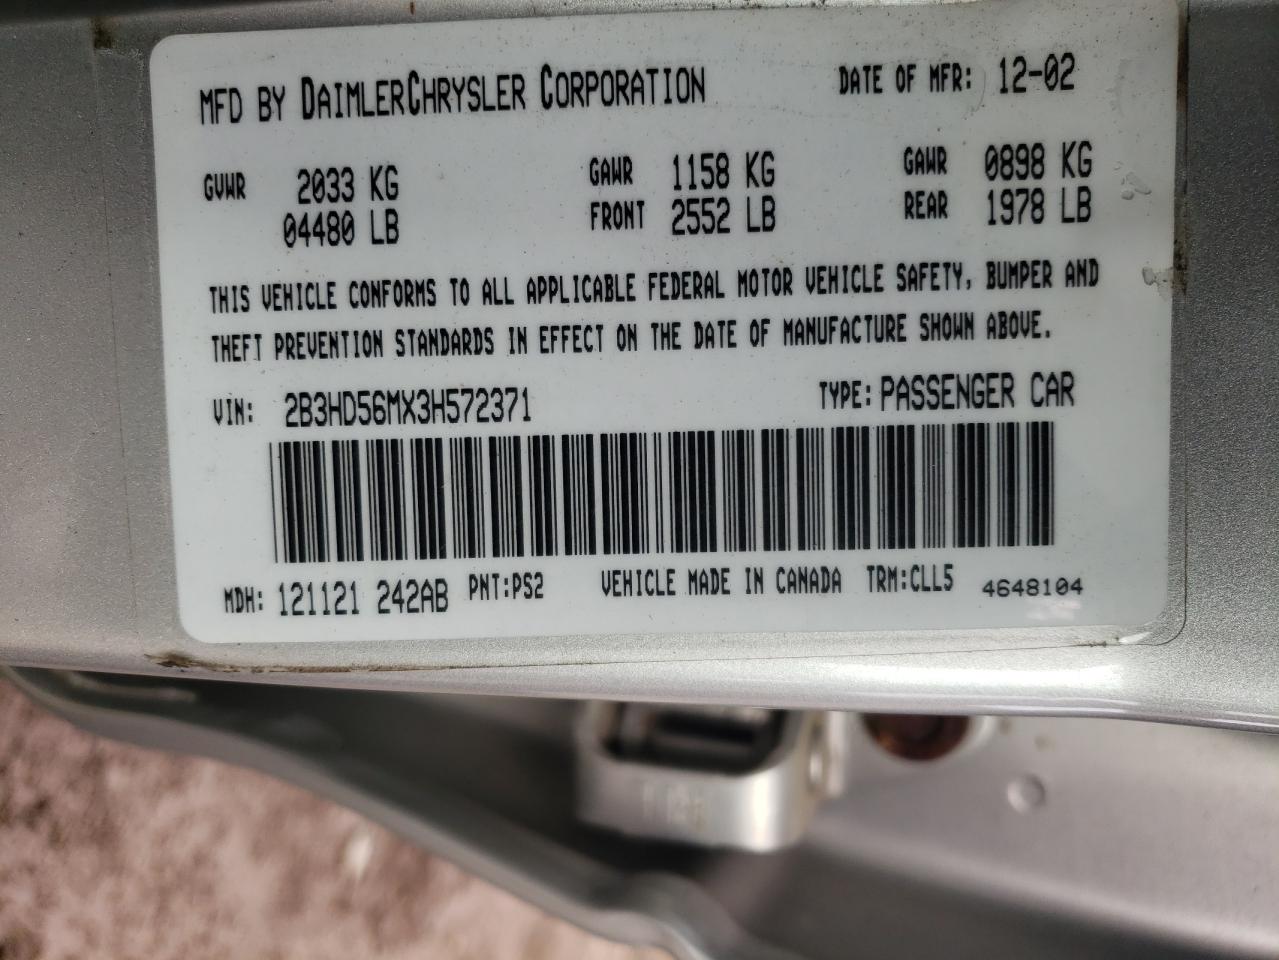 MFD BY DAIMLERCHRYSLER CORPORATION DATE OF MFR: 12-02
GVWR 2033 KG GAWR 1158 KG GAWR 0898 KG
04480 LB FRONT 2552 LB REAR 1978 LB
THIS VEHICLE CONFORMS TO ALL APPLICABLE FEDERAL MOTOR VEHICLE SAFETY, BUMPER AND
THEFT PREVENTION STANDARDS IN EFFECT ON THE DATE OF MANUFACTURE SHOWN ABOVE.
VIN: 2B3HD56MX3H572371 TYPE: PASSENGER CAR
MDH: 121121 242AB PNT:PS2 VEHICLE MADE IN CANADA TRM:CLL5 4648104